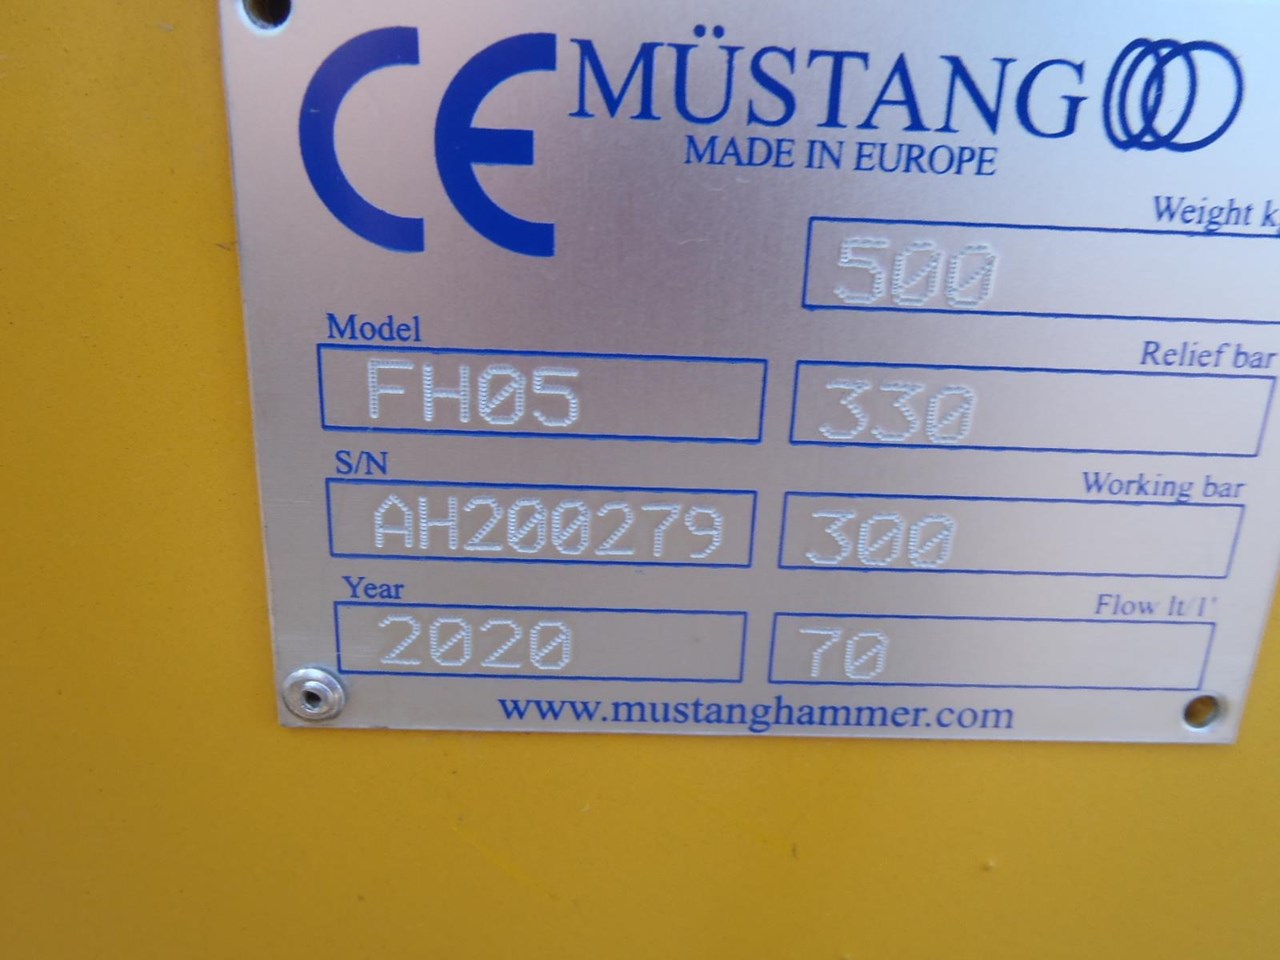 CE MÜSTANG
MADE IN EUROPE
Weight k
500
Model
FH05
Relief bar
330
S/N
AH200279
Working bar
300
Year
2020
Flow lt/1'
70
www.mustanghammer.com